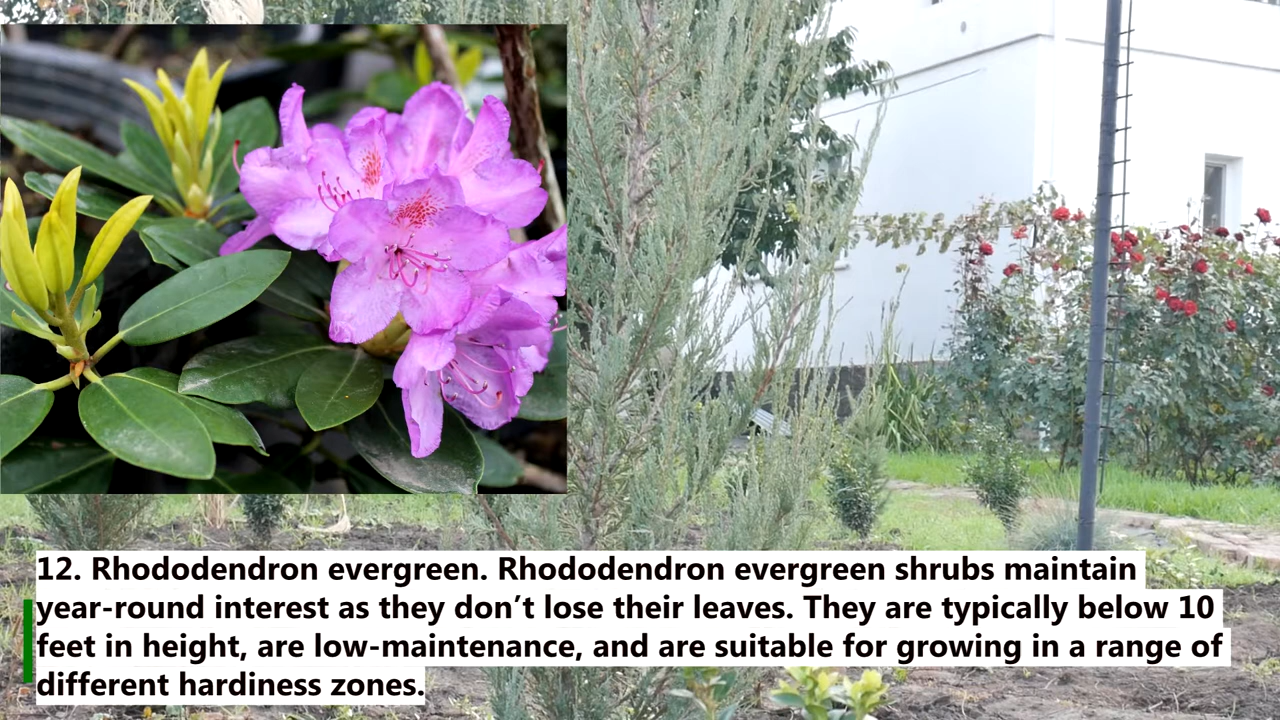 12. Rhododendron evergreen. Rhododendron evergreen shrubs maintain
year-round interest as they don’t lose their leaves. They are typically below 10
feet in height, are low-maintenance, and are suitable for growing in a range of
different hardiness zones.